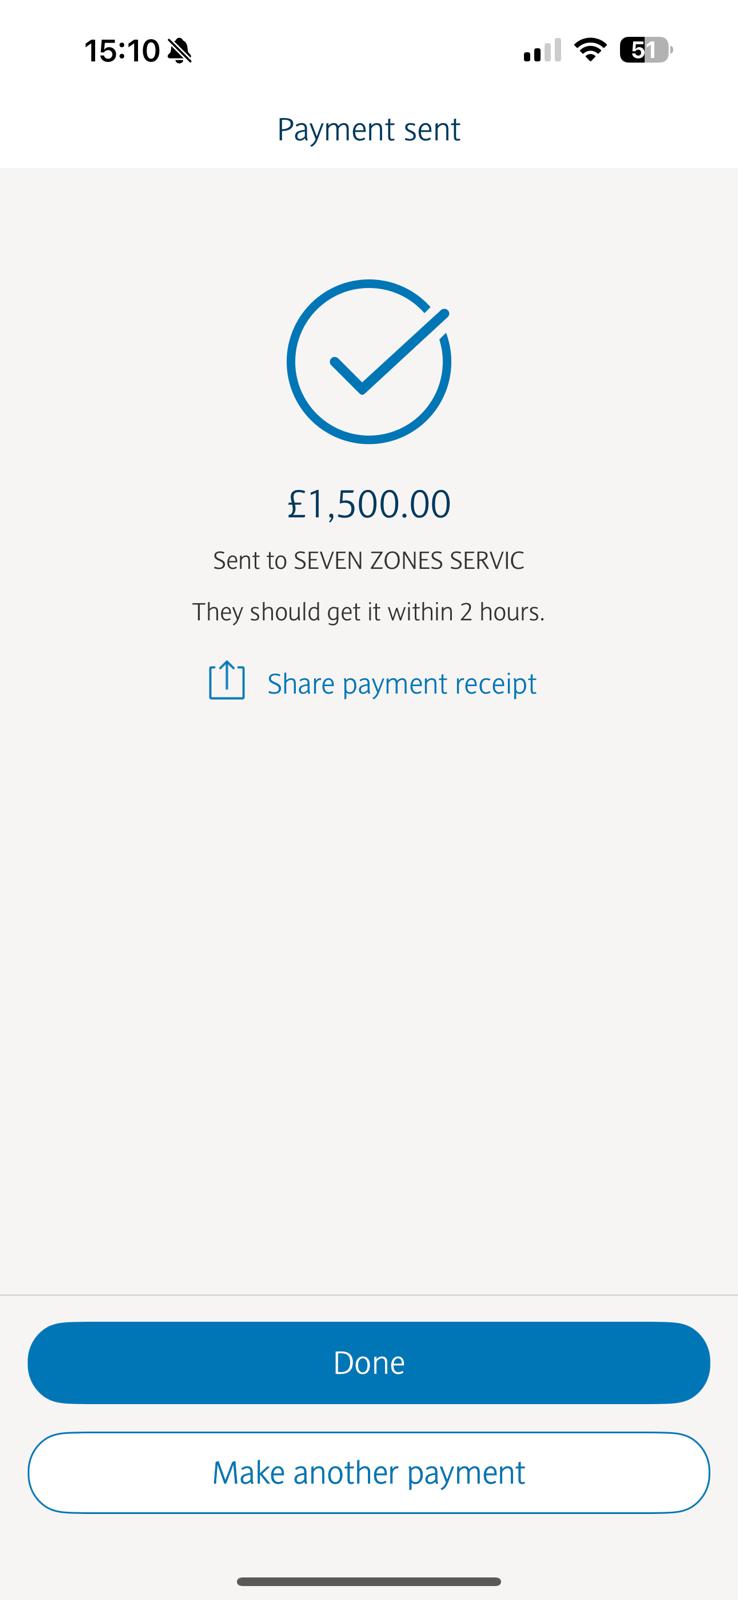 15:10
51
Payment sent
£1,500.00
Sent to SEVEN ZONES SERVIC
They should get it within 2 hours.
Share payment receipt
Done
Make another payment